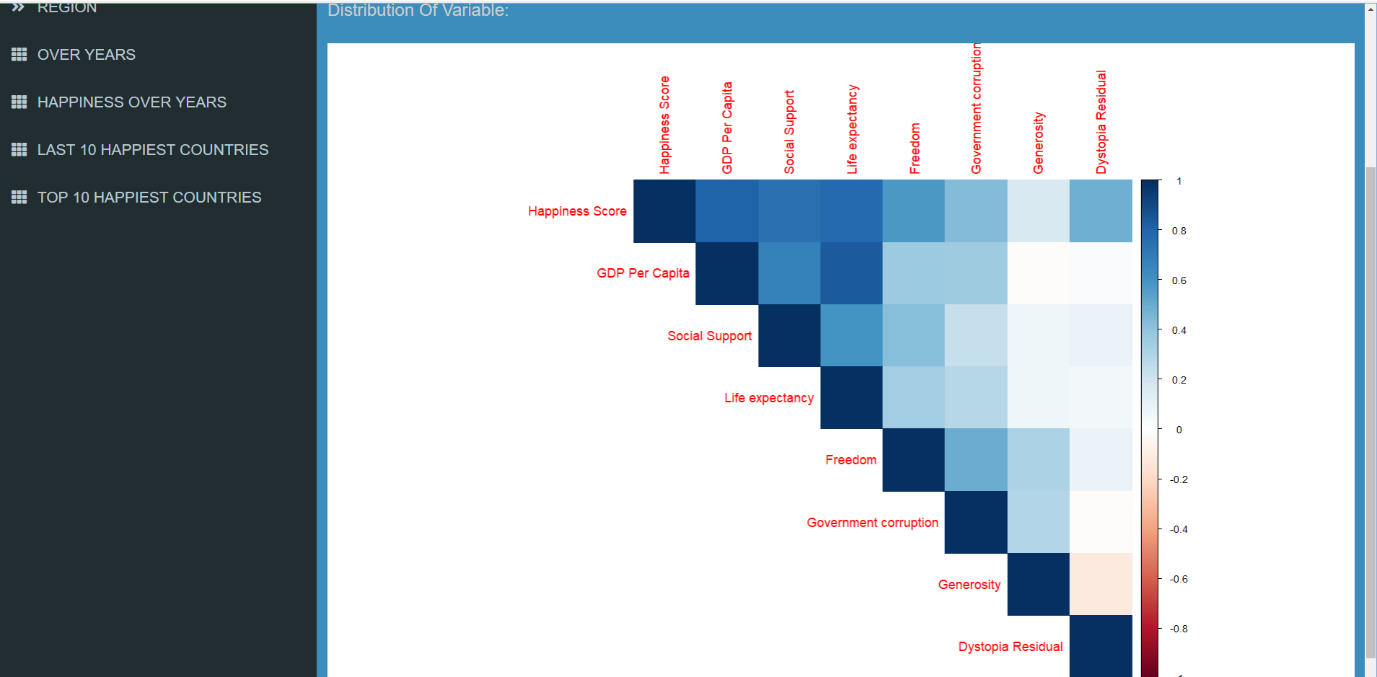 REGION
OVER YEARS
HAPPINESS OVER YEARS
LAST 10 HAPPIEST COUNTRIES
TOP 10 HAPPIEST COUNTRIES
Distribution Of Variable:
Happiness Score
GDP Per Capita
Social Support
Life expectancy
Freedom
Government corruption
Generosity
Dystopia Residual
Happiness Score
GDP Per Capita
Social Support
Life expectancy
Freedom
Government corruption
Generosity
Dystopia Residual
1
0.8
0.6
0.4
0.2
0
-0.2
-0.4
-0.6
-0.8